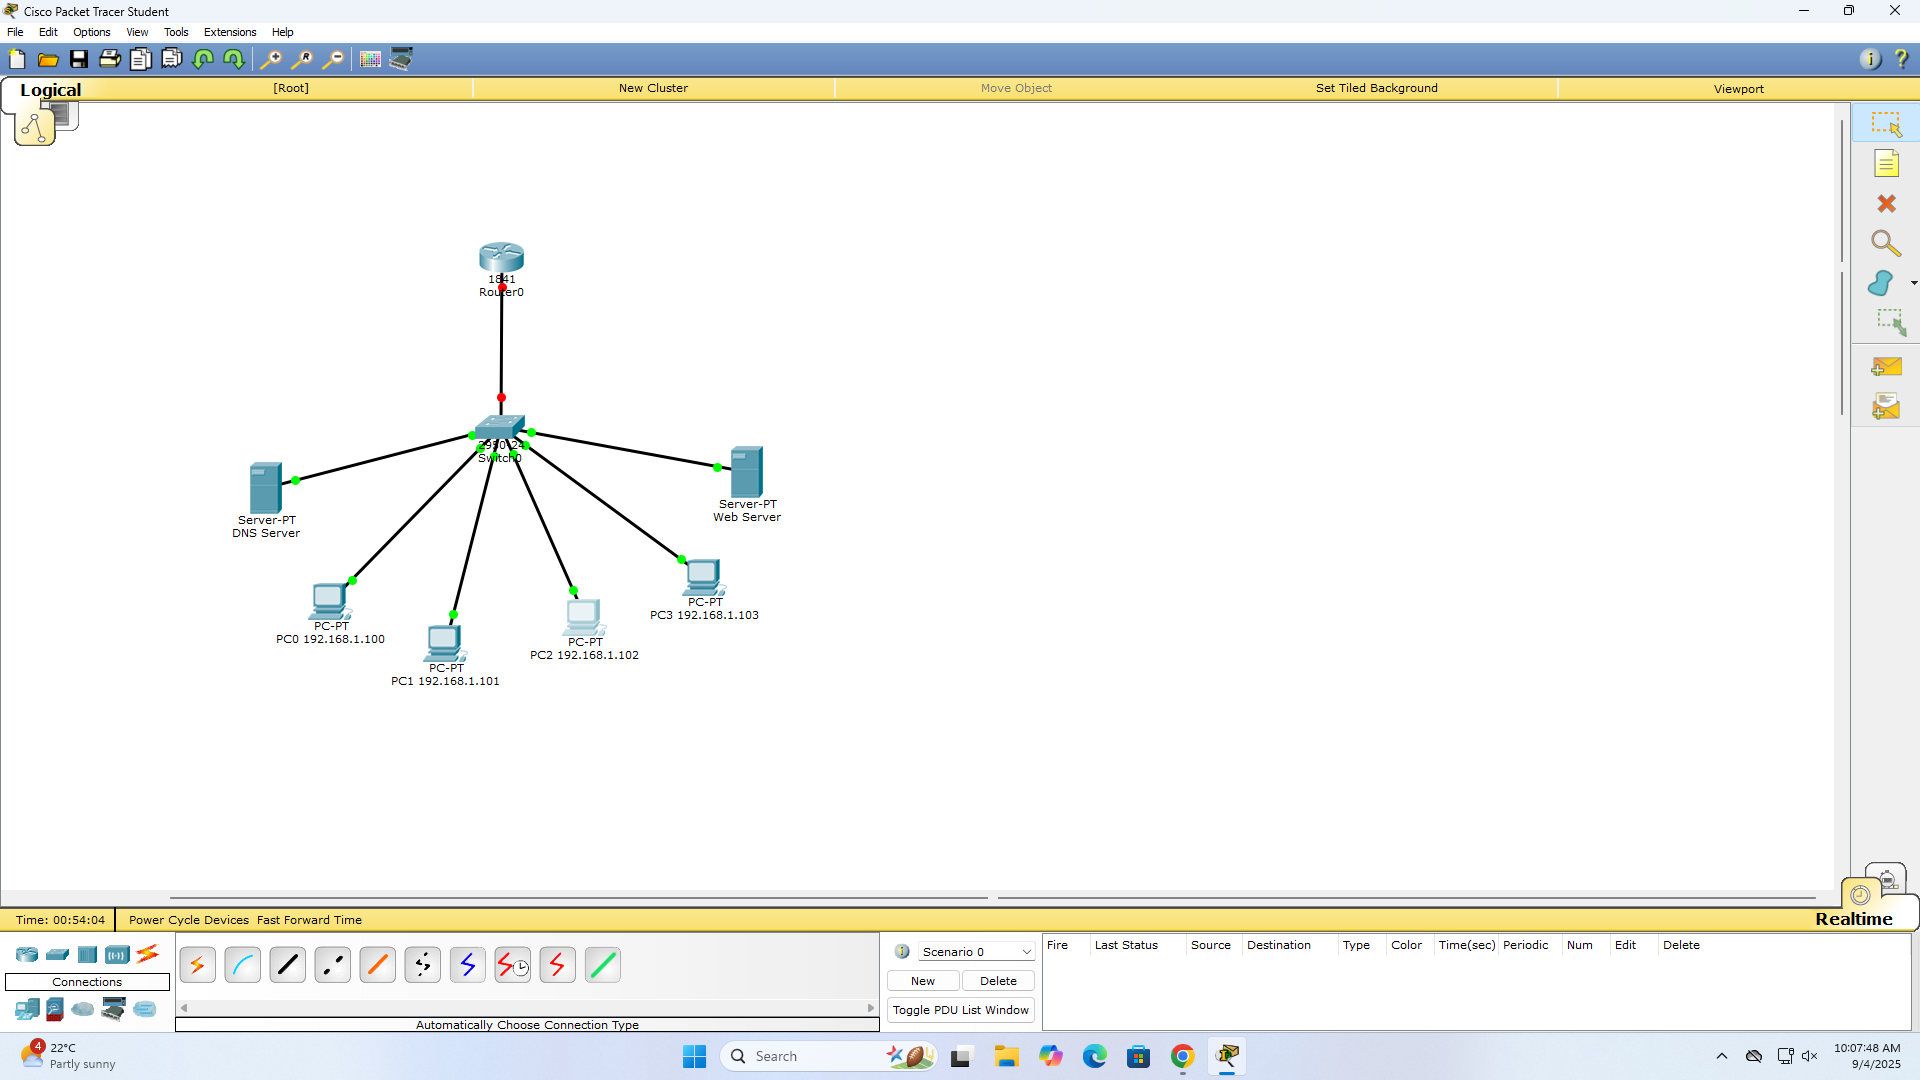 Cisco Packet Tracer Student
File Edit Options View Tools Extensions Help
Logical [Root] New Cluster Move Object Set Tiled Background Viewport
1841
Router0
2950-24
Switch0
Server-PT
DNS Server
Server-PT
Web Server
PC-PT
PC0 192.168.1.100
PC-PT
PC1 192.168.1.101
PC-PT
PC2 192.168.1.102
PC-PT
PC3 192.168.1.103
Time: 00:54:04 Power Cycle Devices Fast Forward Time Realtime
Connections
Automatically Choose Connection Type
Scenario 0
New Delete
Toggle PDU List Window
Fire Last Status Source Destination Type Color Time(sec) Periodic Num Edit Delete
4
22°C
Partly sunny
Search
10:07:48 AM
9/4/2025